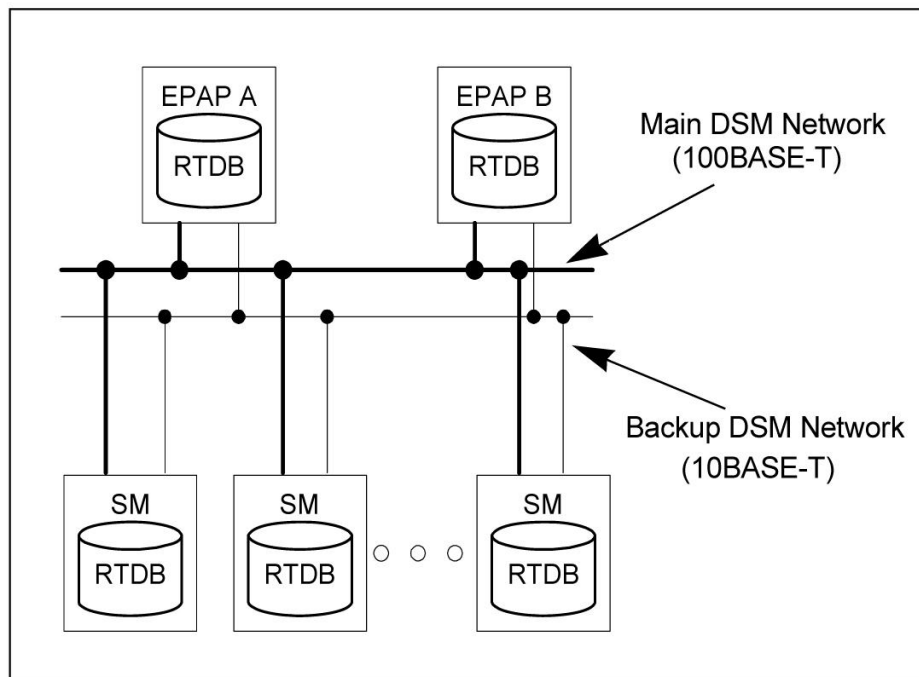 EPAP A
RTDB
EPAP B
RTDB
Main DSM Network
(100BASE-T)
Backup DSM Network
(10BASE-T)
SM
RTDB
SM
RTDB
SM
RTDB